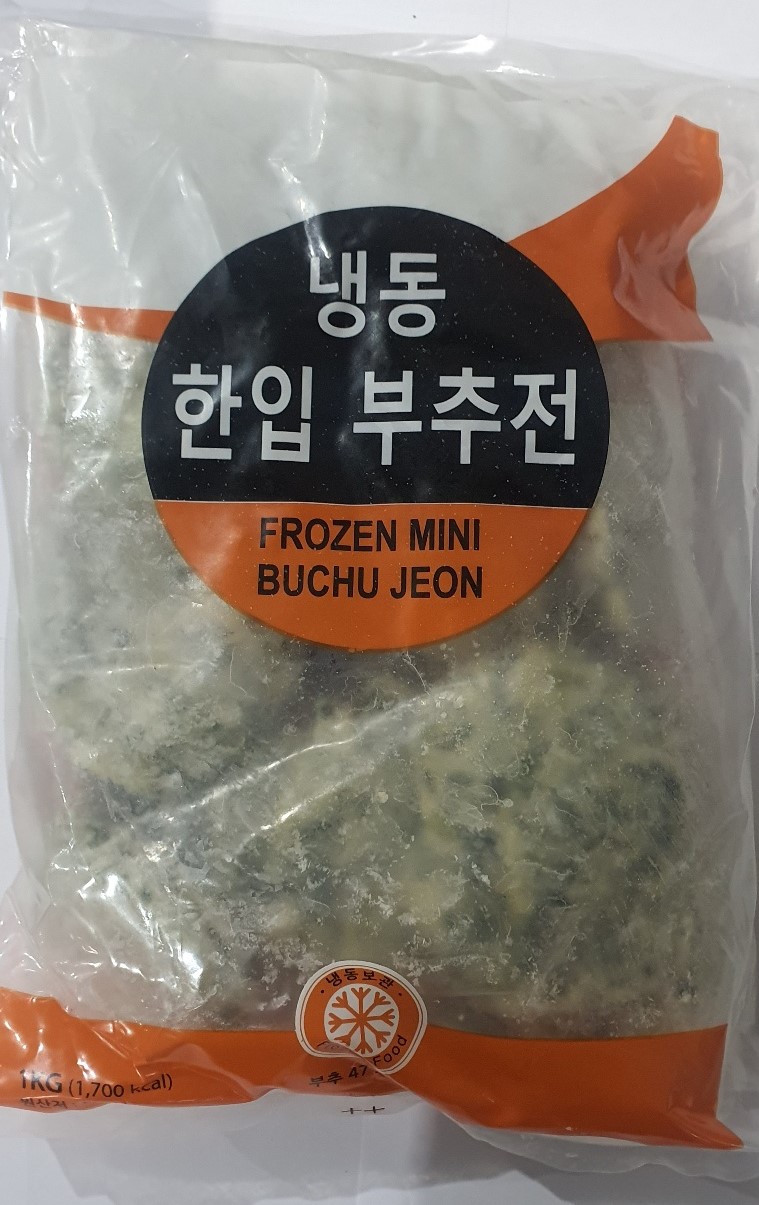 냉동
한입 부추전
FROZEN MINI
BUCHU JEON
냉동보관
Food
부추 47
1KG (1,700 kcal)